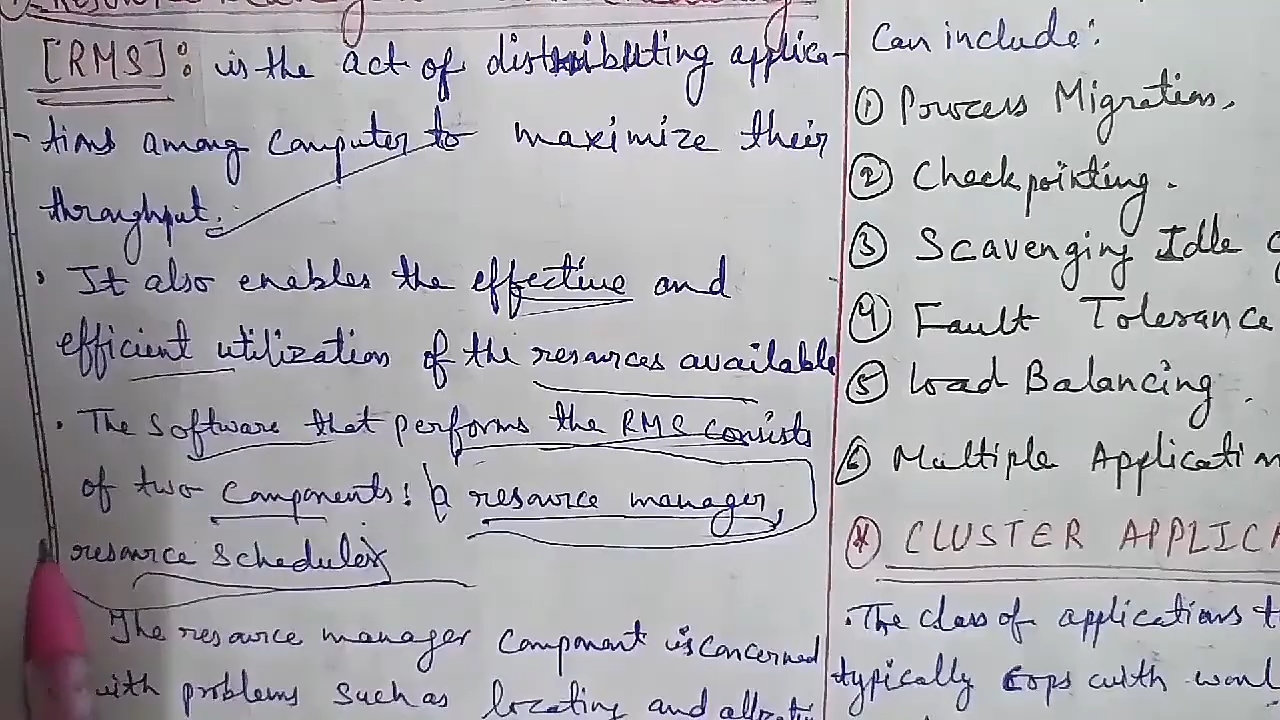 [RMS]: is the act of distributing applica-
-tions among computer to maximize their
throughput.
• It also enables the effective and
efficient utilization of the resources available
• The software that performs the RMS consists
of two components: a resource manager,
resource scheduler
The resource manager component is concerned
with problems such as locating and
can include:
① Process Migration.
② Checkpointing.
③ Scavenging Idle
④ Fault Tolerance
⑤ Load Balancing.
⑥ Multiple Application
* CLUSTER APPLICA
• The class of applications
typically cops with